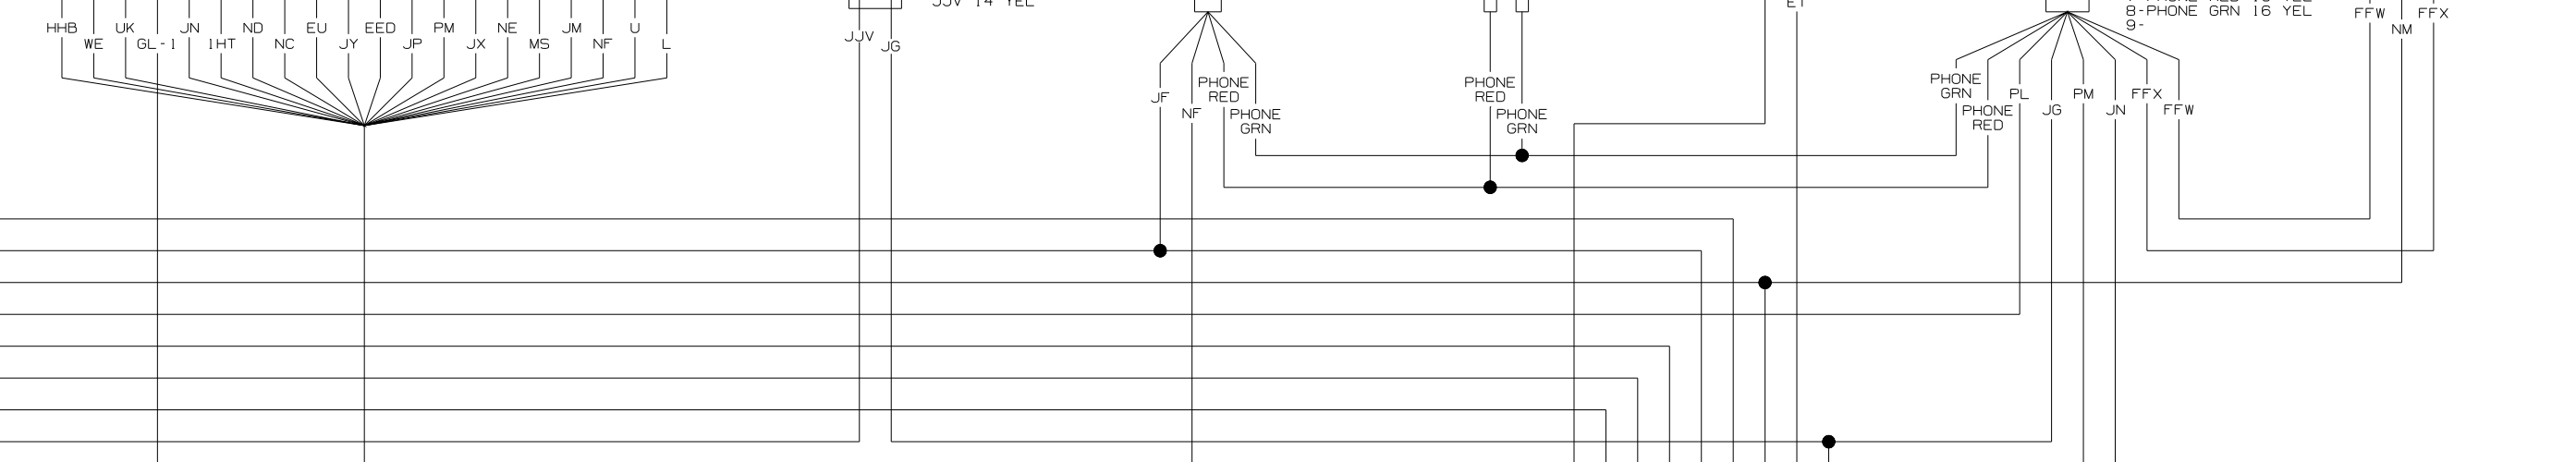 JJV 14 YEL
ET
8-PHONE GRN 16 YEL
9-
HHB
WE
UK
GL-1
JN
1HT
ND
NC
EU
JY
EED
JP
PM
JX
NE
MS
JM
NF
U
L
JJV
JG
JF
NF
PHONE
RED
PHONE
GRN
PHONE
RED
PHONE
GRN
PHONE
GRN
PHONE
RED
PL
JG
PM
JN
FFX
FFW
FFW
NM
FFX